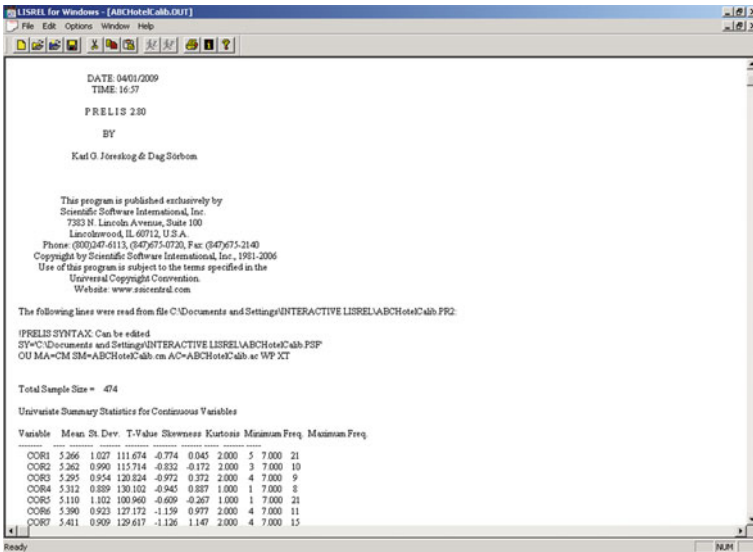 LISREL for Windows - [ABCHotelCalib.OUT]
File Edit Options Window Help
DATE: 04/01/2009
TIME: 16:57
P R E L I S 2.80
BY
Karl G. Jöreskog & Dag Sörbom
This program is published exclusively by
Scientific Software International, Inc.
7383 N. Lincoln Avenue, Suite 100
Lincolnwood, IL 60712, U.S.A.
Phone: (800)247-6113, (847)675-0720, Fax: (847)675-2140
Copyright by Scientific Software International, Inc., 1981-2006
Use of this program is subject to the terms specified in the
Universal Copyright Convention.
Website: www.ssicentral.com
The following lines were read from file C:\Documents and Settings\INTERACTIVE LISREL\ABCHotelCalib.PR2:
!PRELIS SYNTAX: Can be edited
SY='C:\Documents and Settings\INTERACTIVE LISREL\ABCHotelCalib.PSF'
OU MA=CM SM=ABCHotelCalib.cm AC=ABCHotelCalib.ac WP XT
Total Sample Size = 474
Univariate Summary Statistics for Continuous Variables
Variable Mean St. Dev. T-Value Skewness Kurtosis Minimum Freq. Maximum Freq.
-------- ---- -------- ------- -------- -------- ------- ----- ------- -----
COR1 5.266 1.027 111.674 -0.774 0.045 2.000 5 7.000 21
COR2 5.262 0.990 115.714 -0.832 -0.172 2.000 3 7.000 10
COR3 5.295 0.954 120.824 -0.972 0.372 2.000 4 7.000 9
COR4 5.312 0.889 130.102 -0.945 0.887 1.000 1 7.000 8
COR5 5.110 1.102 100.960 -0.609 -0.267 1.000 1 7.000 21
COR6 5.390 0.923 127.172 -1.159 0.977 2.000 4 7.000 11
COR7 5.411 0.909 129.617 -1.126 1.147 2.000 4 7.000 15
Ready
NUM